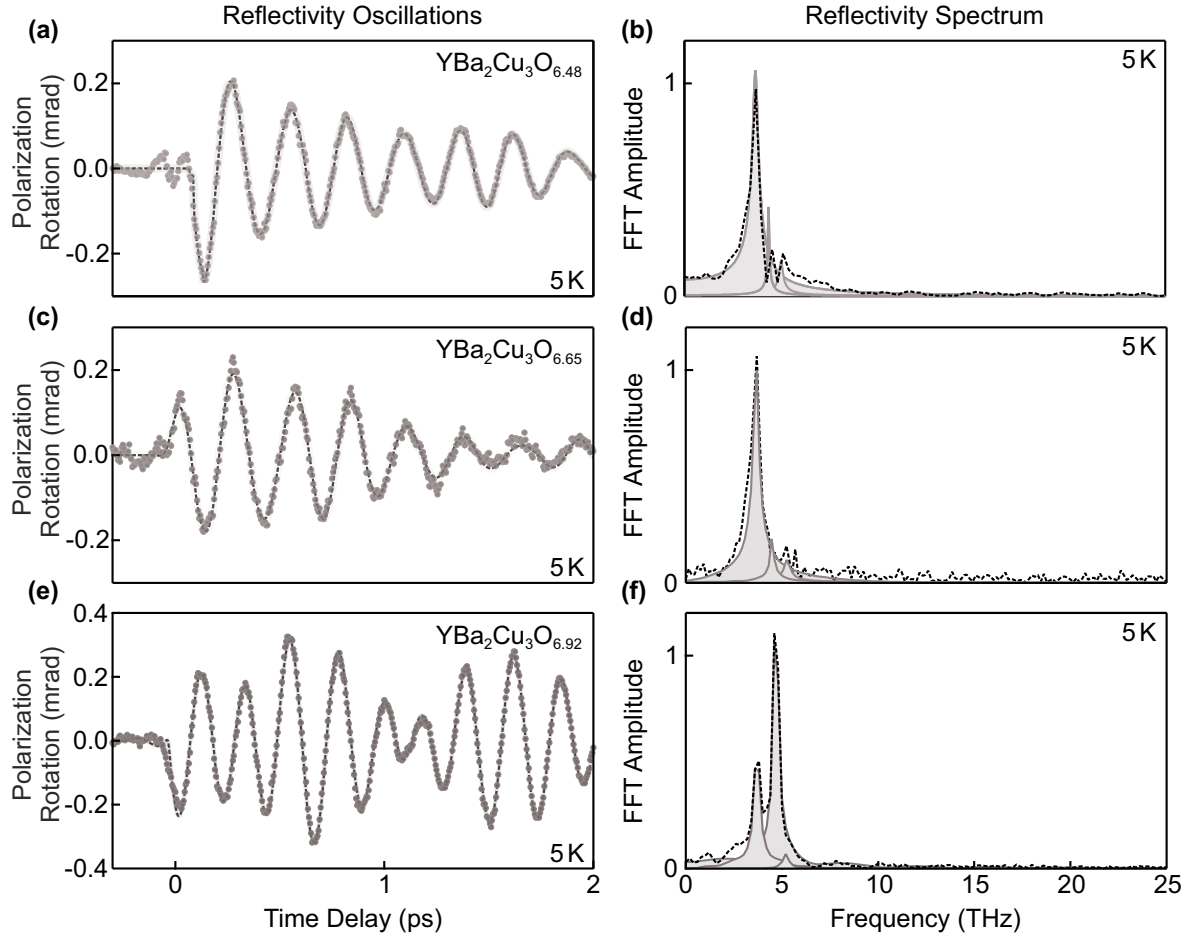 Reflectivity Oscillations
Reflectivity Spectrum
(a)
YBa2Cu3O6.48
5 K
Polarization
Rotation (mrad)
0.2
0.0
-0.2
(b)
5 K
FFT Amplitude
1
0
(c)
YBa2Cu3O6.65
5 K
Polarization
Rotation (mrad)
0.2
0.0
-0.2
(d)
5 K
FFT Amplitude
1
0
(e)
YBa2Cu3O6.92
5 K
Polarization
Rotation (mrad)
0.4
0.2
0.0
-0.2
-0.4
0 1 2
Time Delay (ps)
(f)
5 K
FFT Amplitude
1
0
0 5 10 15 20 25
Frequency (THz)